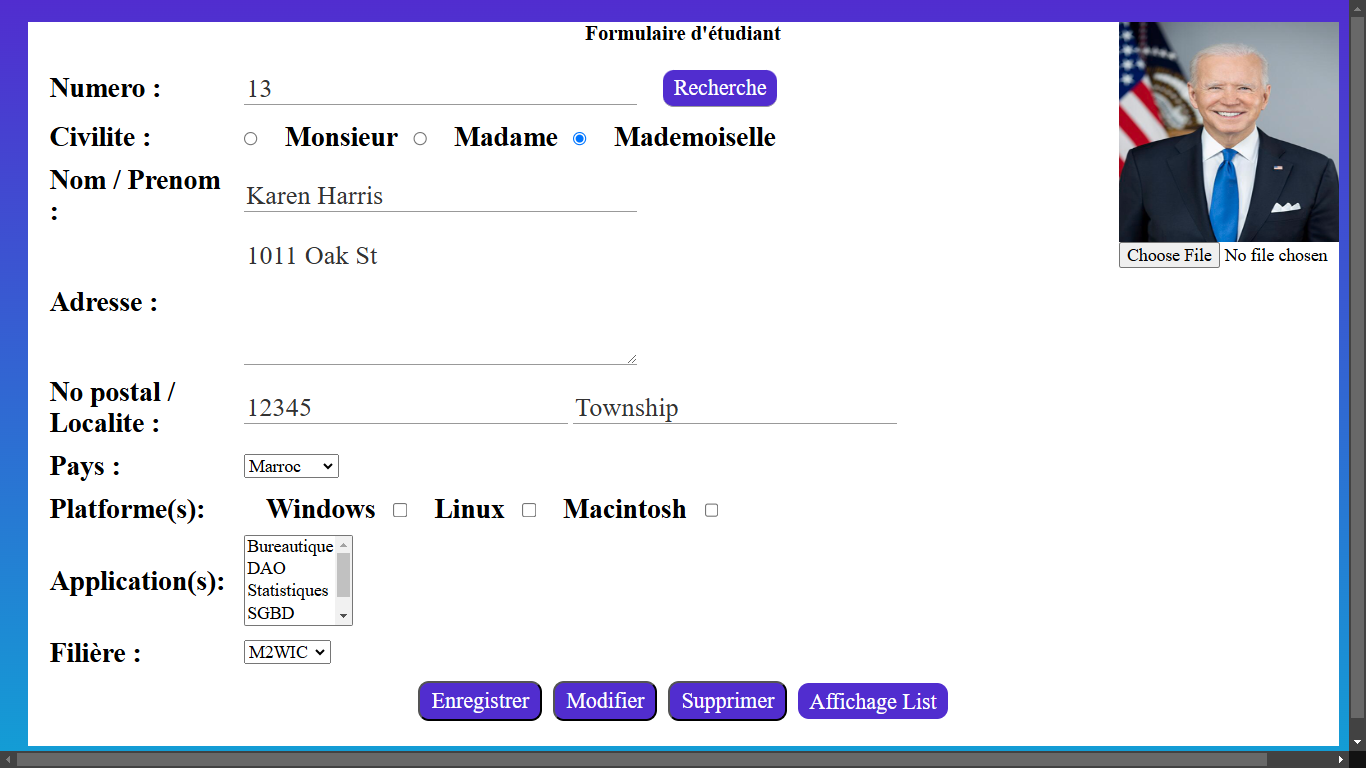 Formulaire d'étudiant
Numero : 13 Recherche
Civilite : Monsieur Madame Mademoiselle
Nom / Prenom
: Karen Harris
1011 Oak St
Adresse :
No postal /
Localite : 12345 Township
Pays : Marroc
Platforme(s): Windows Linux Macintosh
Application(s): Bureautique
DAO
Statistiques
SGBD
Filière : M2WIC
Enregistrer Modifier Supprimer Affichage List
Choose File No file chosen